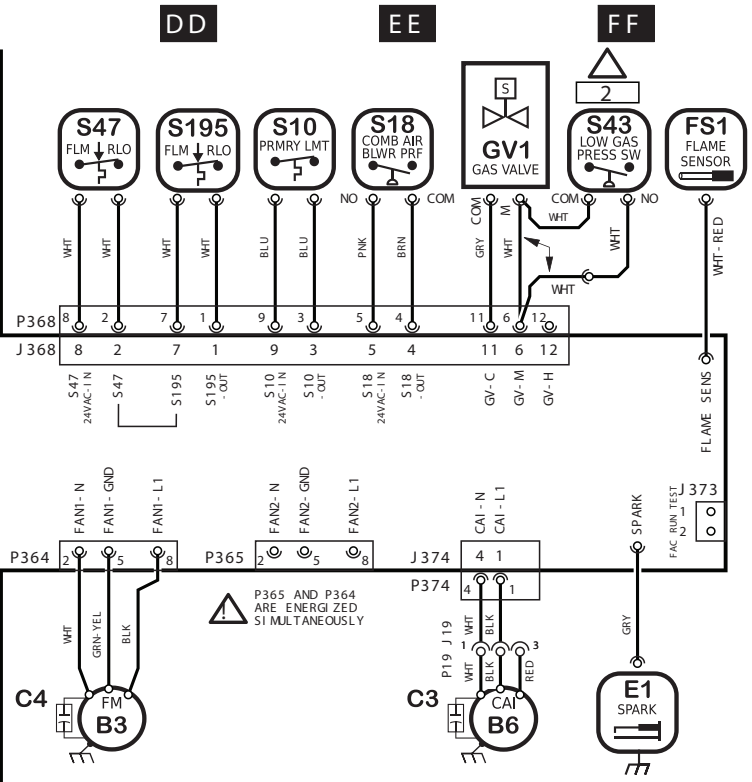 DD EE FF
2
S47 S195 S10 S18 GV1 S43 FS1
FLM RLO FLM RLO PRMRY LMT COMB AIR BLWR PRF S GAS VALVE LOW GAS PRESS SW FLAME SENSOR
NO COM COM M COM NO
WHT
WHT WHT WHT WHT BLU BLU PNK BRN GRY WHT WHT WHT-RED
WHT
P368 8 2 7 1 9 3 5 4 11 6 12
J368 8 2 7 1 9 3 5 4 11 6 12
S47 24VAC-IN
S47
S195
S195 -OUT
S10 24VAC-IN
S10 -OUT
S18 24VAC-IN
S18 -OUT
GV-C
GV-M
GV-H
FLAME SENS
FAN1-N
FAN1-GND
FAN1-L1
FAN2-N
FAN2-GND
FAN2-L1
CAI-N
CAI-L1
SPARK
FAC RUN TEST
J373
1
2
P364 2 5 8
P365 2 5 8
J374 4 1
P374 4 1
! P365 AND P364
ARE ENERGIZED
SIMULTANEOUSLY
WHT GRN-YEL BLK
WHT BLK
GRY
P19 J19 1 3
WHT BLK RED
C4 FM
B3
C3 CAI
B6
E1
SPARK